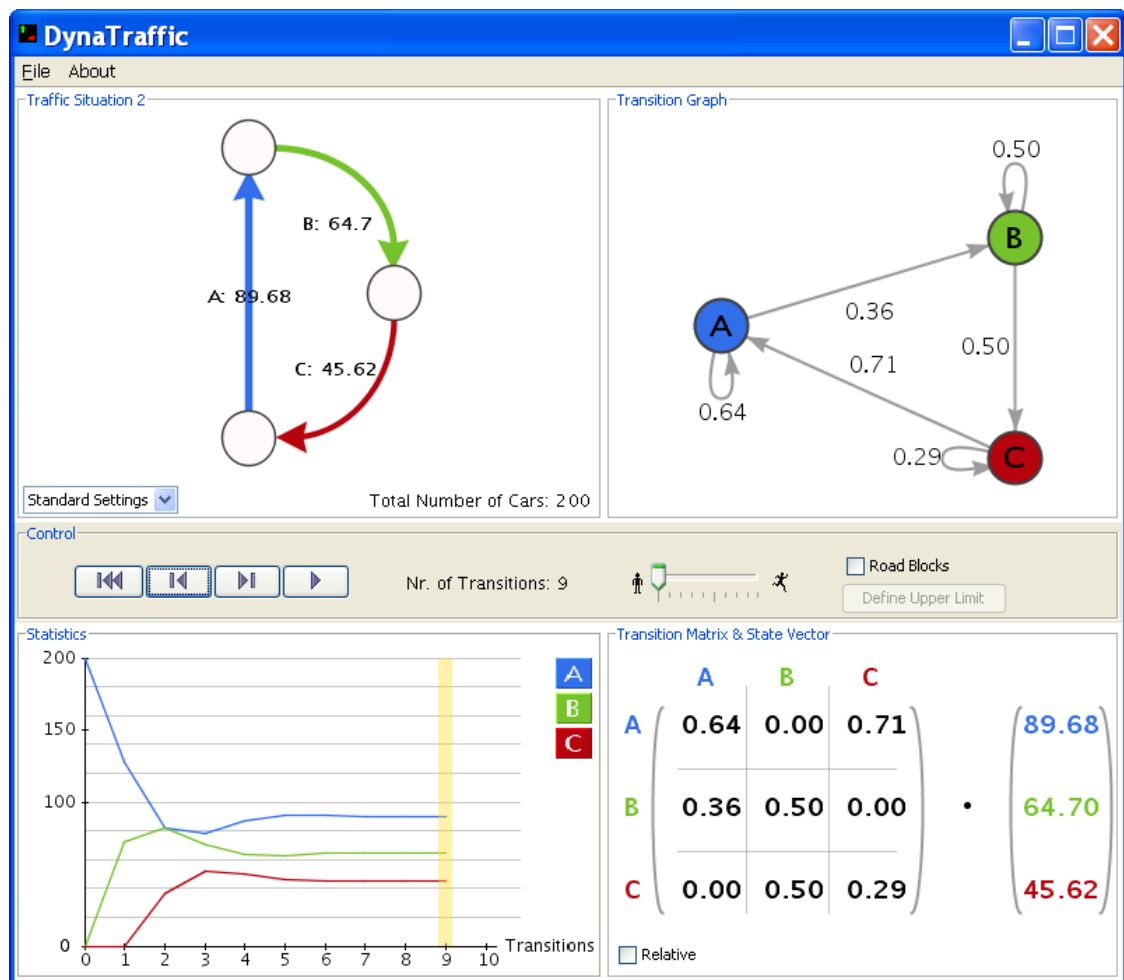 DynaTraffic
File About
Traffic Situation 2
B: 64.7
A: 89.68
C: 45.62
Standard Settings
Total Number of Cars: 200
Transition Graph
0.50
B
0.36
A
0.50
0.71
0.64
0.29
C
Control
Nr. of Transitions: 9
Road Blocks
Define Upper Limit
Statistics
200
150
100
0
0 1 2 3 4 5 6 7 8 9 10 Transitions
A
B
C
Transition Matrix & State Vector
A B C
A 0.64 0.00 0.71 89.68
B 0.36 0.50 0.00 • 64.70
C 0.00 0.50 0.29 45.62
Relative